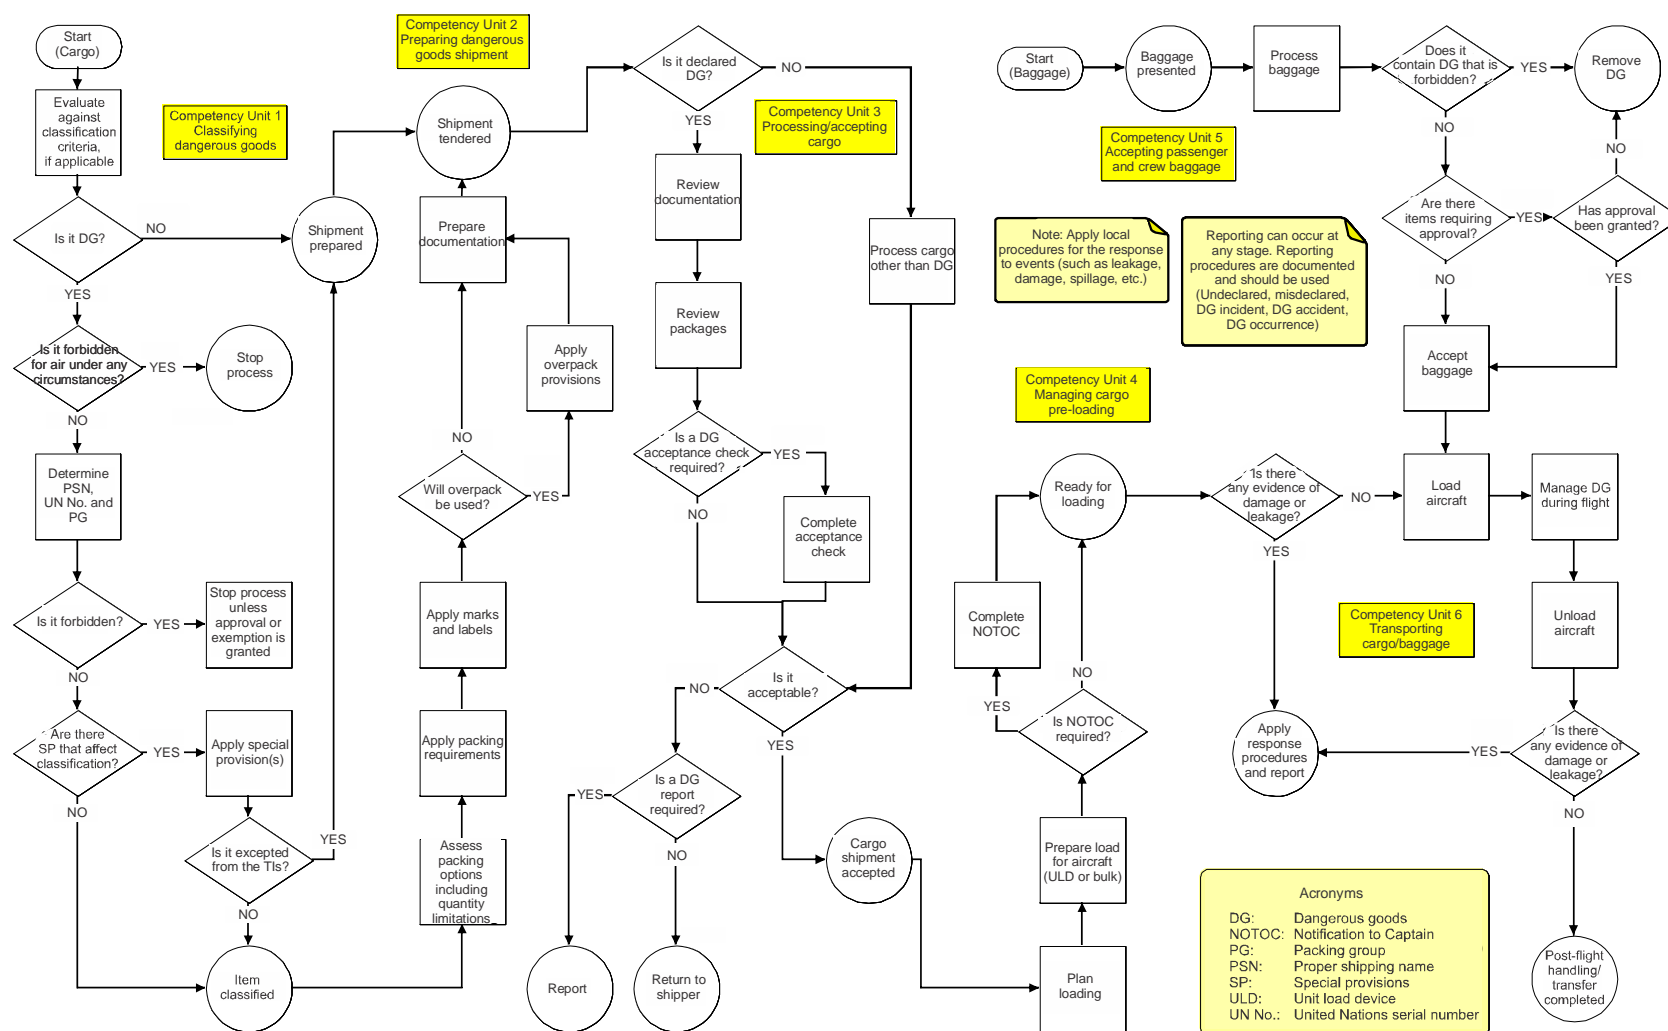 Start
(Cargo)
Evaluate
against
classification
criteria,
if applicable
Competency Unit 1
Classifying
dangerous goods
Is it DG?
NO
YES
Shipment
prepared
Is it forbidden
for air under any
circumstances?
YES
Stop
process
NO
Determine
PSN,
UN No. and
PG
Is it forbidden?
YES
Stop process
unless
approval or
exemption is
granted
NO
Are there
SP that affect
classification?
YES
Apply special
provision(s)
NO
Is it excepted
from the TIs?
YES
NO
Item
classified
Competency Unit 2
Preparing dangerous
goods shipment
Shipment
tendered
Prepare
documentation
Apply
overpack
provisions
NO
Will overpack
be used?
YES
Apply marks
and labels
Apply packing
requirements
Assess
packing
options
including
quantity
limitations
Is it declared
DG?
NO
YES
Competency Unit 3
Processing/accepting
cargo
Review
documentation
Process cargo
other than DG
Review
packages
Is a DG
acceptance check
required?
YES
NO
Complete
acceptance
check
Is it
acceptable?
NO
YES
Is a DG
report
required?
YES
NO
Report
Return to
shipper
Cargo
shipment
accepted
Start
(Baggage)
Baggage
presented
Process
baggage
Does it
contain DG that is
forbidden?
YES
Remove
DG
NO
NO
Competency Unit 5
Accepting passenger
and crew baggage
Are there
items requiring
approval?
YES
Has approval
been granted?
NO
YES
Note: Apply local
procedures for the response
to events (such as leakage,
damage, spillage, etc.)
Reporting can occur at
any stage. Reporting
procedures are documented
and should be used
(Undeclared, misdeclared,
DG incident, DG accident,
DG occurrence)
Accept
baggage
Competency Unit 4
Managing cargo
pre-loading
Ready for
loading
Is there
any evidence of
damage or
leakage?
NO
YES
Load
aircraft
Manage DG
during flight
Complete
NOTOC
Unload
aircraft
Competency Unit 6
Transporting
cargo/baggage
NO
YES
Is NOTOC
required?
Apply
response
procedures
and report
YES
Is there
any evidence of
damage or
leakage?
NO
Prepare load
for aircraft
(ULD or bulk)
Plan
loading
Post-flight
handling/
transfer
completed
Acronyms
DG: Dangerous goods
NOTOC: Notification to Captain
PG: Packing group
PSN: Proper shipping name
SP: Special provisions
ULD: Unit load device
UN No.: United Nations serial number